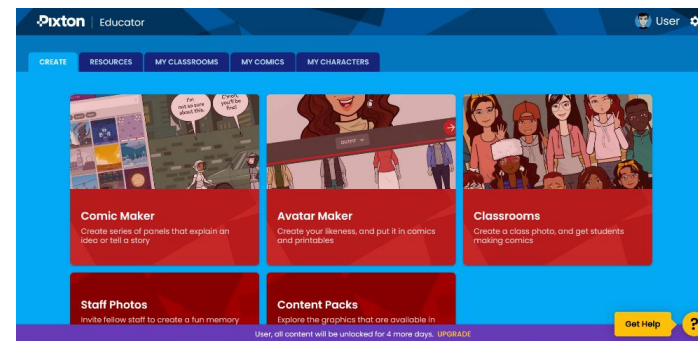 Pixton | Educator
User
CREATE
RESOURCES
MY CLASSROOMS
MY COMICS
MY CHARACTERS
I'm
not so sure
about this.
you'll be
fine!
OUTFIT
Comic Maker
Create series of panels that explain an
idea or tell a story
Avatar Maker
Create your likeness, and put it in comics
and printables
Classrooms
Create a class photo, and get students
making comics
Staff Photos
Invite fellow staff to create a fun memory
Content Packs
Explore the graphics that are available in
Get Help
?
User, all content will be unlocked for 4 more days. UPGRADE